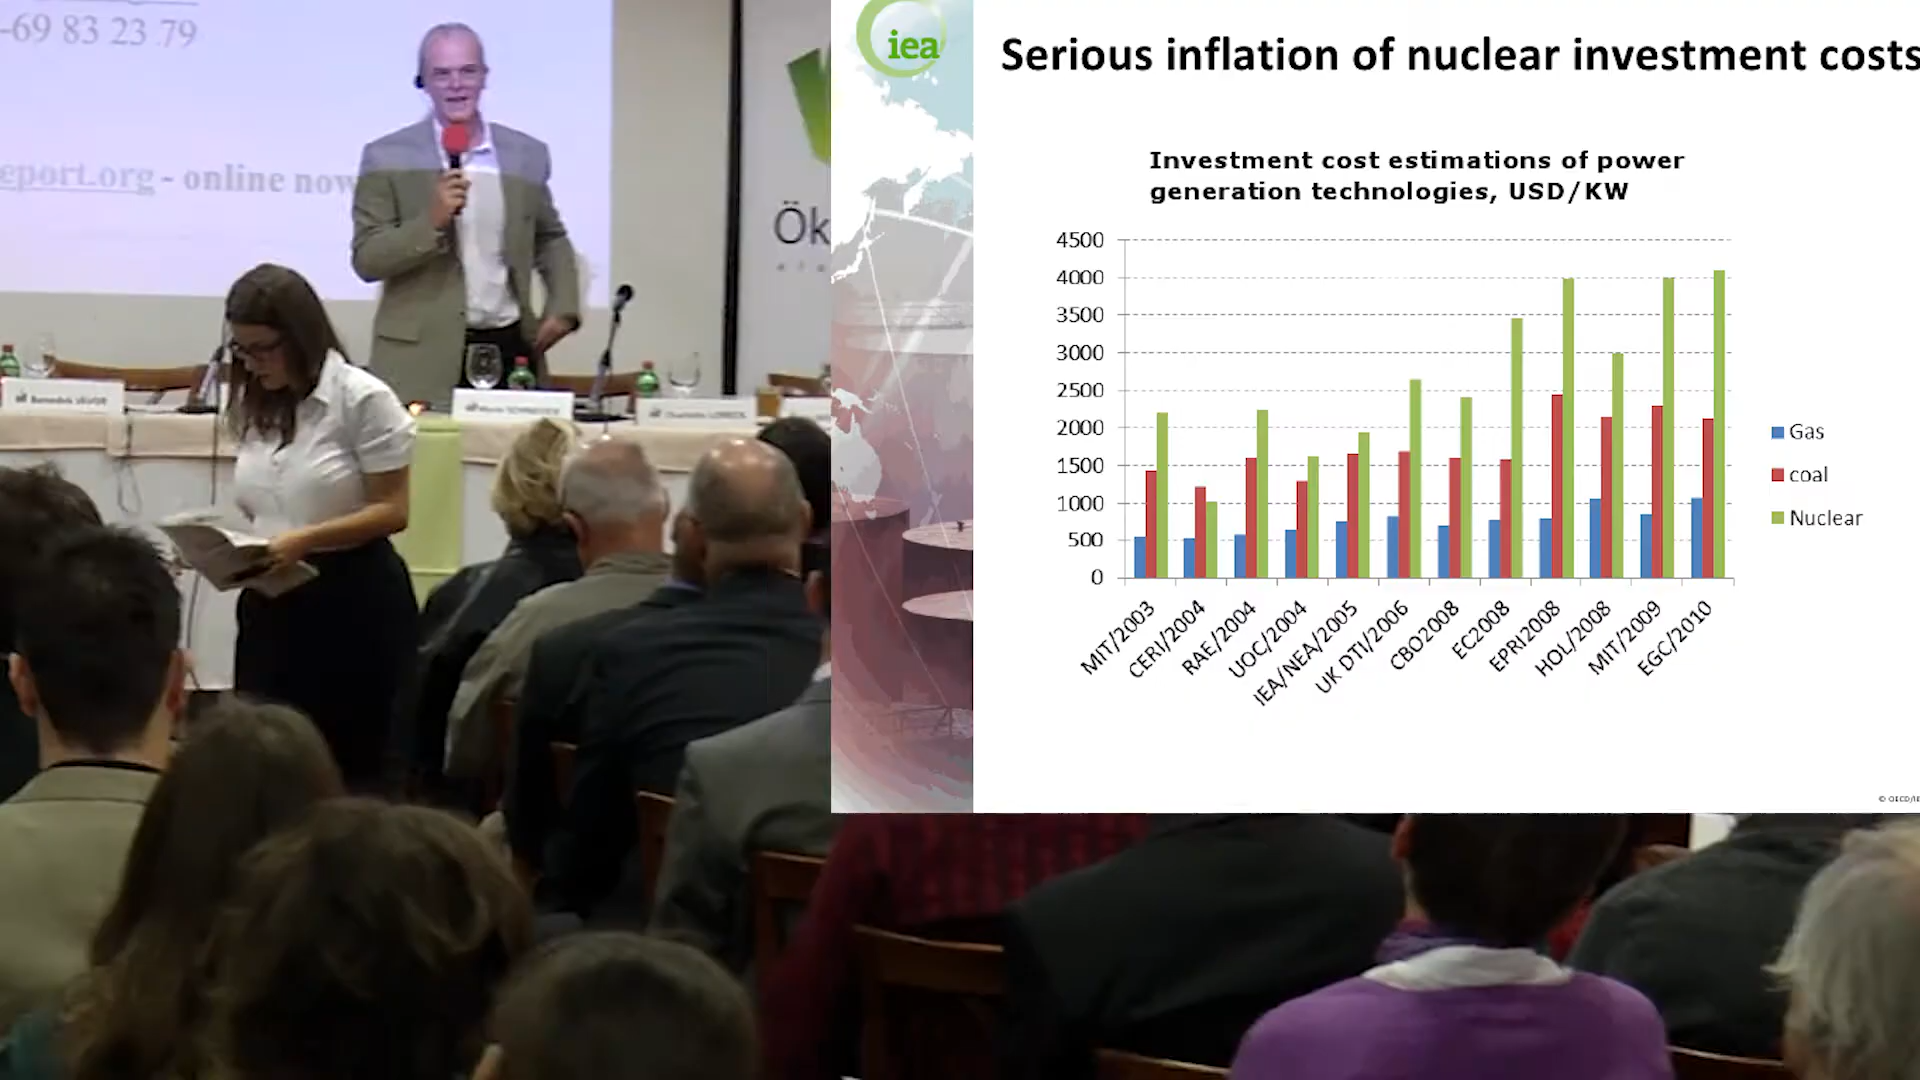 -69 83 23 79
eport.org - online now
Ök
iea
Serious inflation of nuclear investment costs
Investment cost estimations of power
generation technologies, USD/KW
4500
4000
3500
3000
2500
2000
1500
1000
500
0
MIT/2003
CERI/2004
RAE/2004
UOC/2004
IEA/NEA/2005
UK DTI/2006
CBO2008
EC2008
EPRI2008
HOL/2008
MIT/2009
EGC/2010
Gas
coal
Nuclear
© OECD/IE